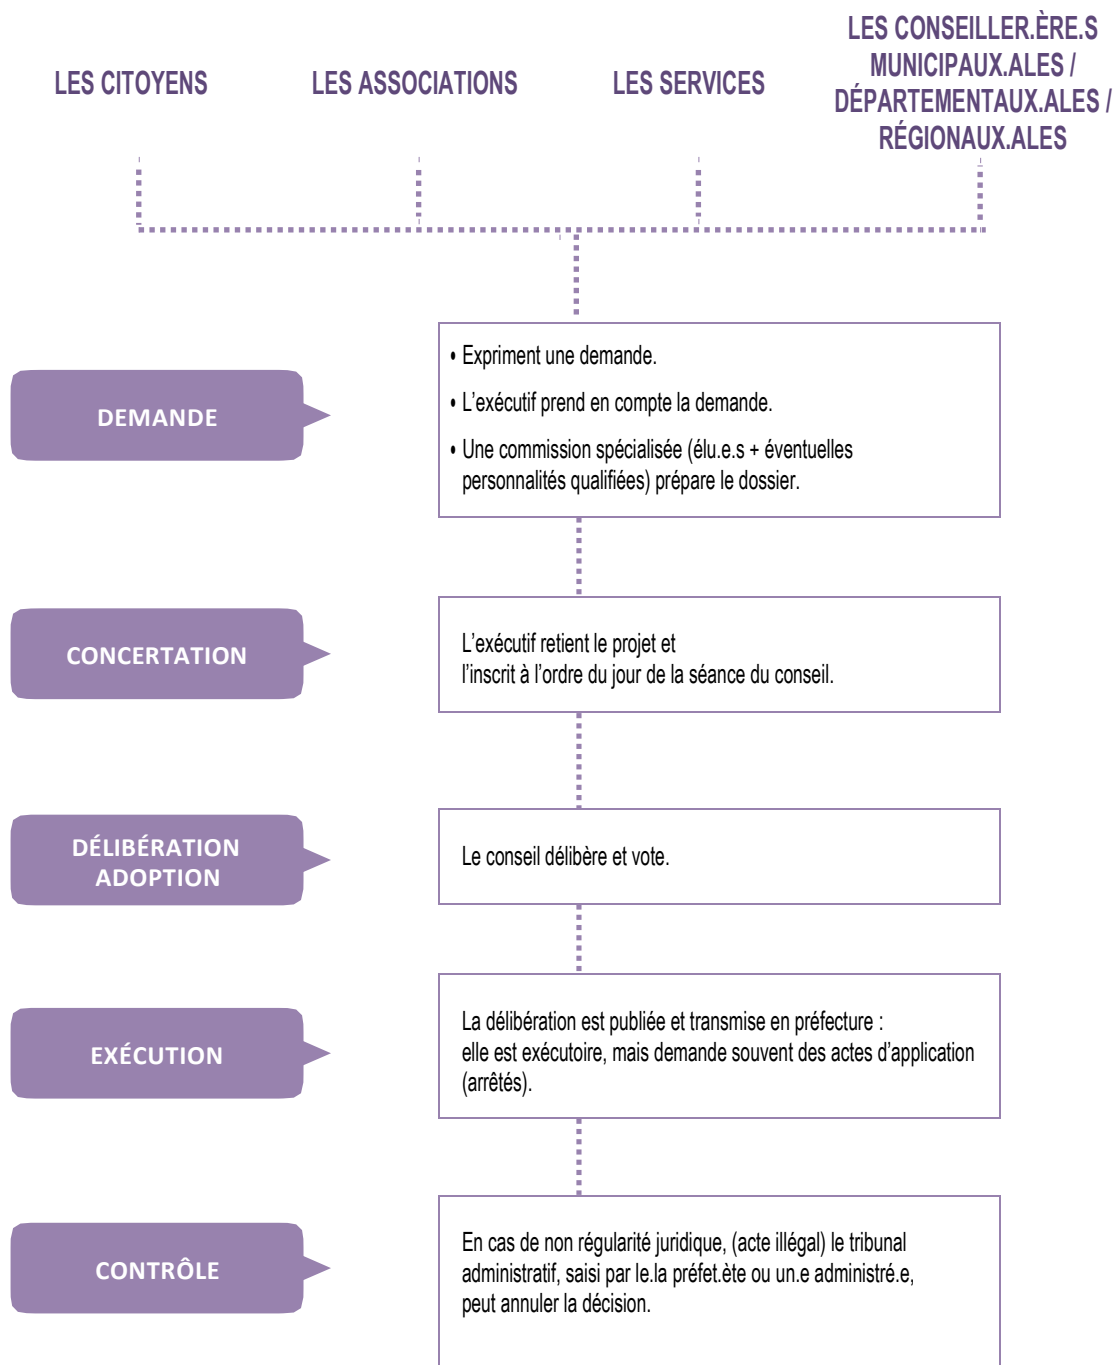 LES CITOYENS
LES ASSOCIATIONS
LES SERVICES
LES CONSEILLER.ÈRE.S
MUNICIPAUX.ALES /
DÉPARTEMENTAUX.ALES /
RÉGIONAUX.ALES
DEMANDE
• Expriment une demande.
• L’exécutif prend en compte la demande.
• Une commission spécialisée (élu.e.s + éventuelles
personnalités qualifiées) prépare le dossier.
CONCERTATION
L’exécutif retient le projet et
l’inscrit à l’ordre du jour de la séance du conseil.
DÉLIBÉRATION
ADOPTION
Le conseil délibère et vote.
EXÉCUTION
La délibération est publiée et transmise en préfecture :
elle est exécutoire, mais demande souvent des actes d’application
(arrêtés).
CONTRÔLE
En cas de non régularité juridique, (acte illégal) le tribunal
administratif, saisi par le.la préfet.ète ou un.e administré.e,
peut annuler la décision.